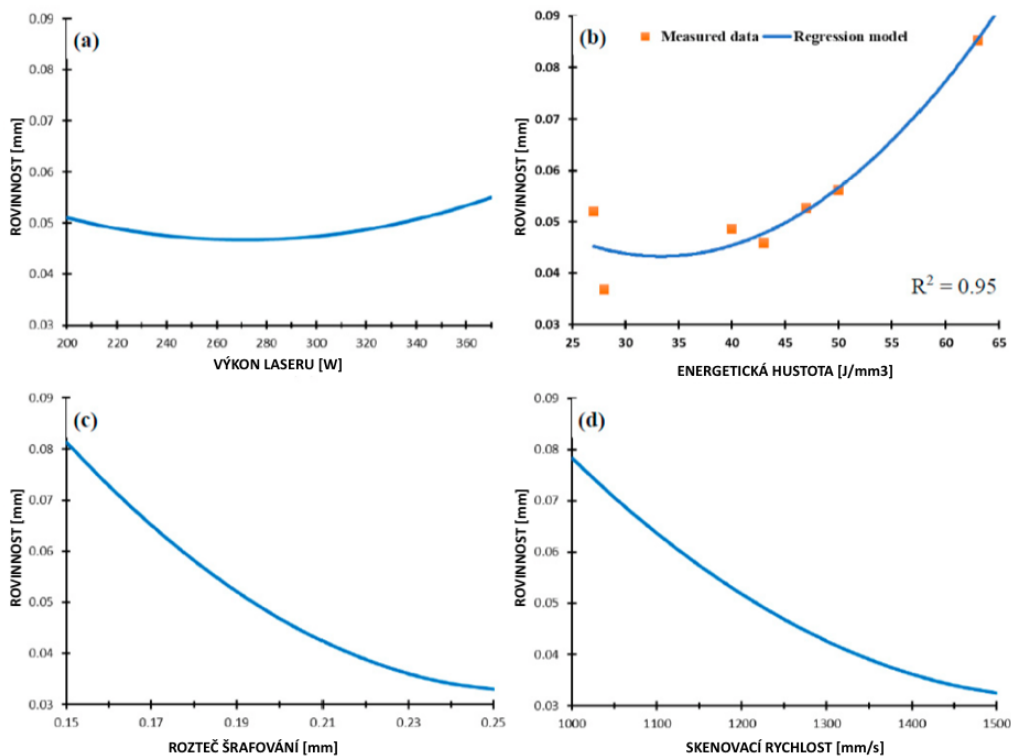 (a)
ROVINNOST [mm]
0.09
0.08
0.07
0.06
0.05
0.04
0.03
200 220 240 260 280 300 320 340 360
VÝKON LASERU [W]
(b)
Measured data Regression model
ROVINNOST [mm]
0.09
0.08
0.07
0.06
0.05
0.04
0.03
R² = 0.95
25 30 35 40 45 50 55 60 65
ENERGETICKÁ HUSTOTA [J/mm3]
(c)
ROVINNOST [mm]
0.09
0.08
0.07
0.06
0.05
0.04
0.03
0.15 0.17 0.19 0.21 0.23 0.25
ROZTEČ ŠRAFOVÁNÍ [mm]
(d)
ROVINNOST [mm]
0.09
0.08
0.07
0.06
0.05
0.04
0.03
1000 1100 1200 1300 1400 1500
SKENOVACÍ RYCHLOST [mm/s]